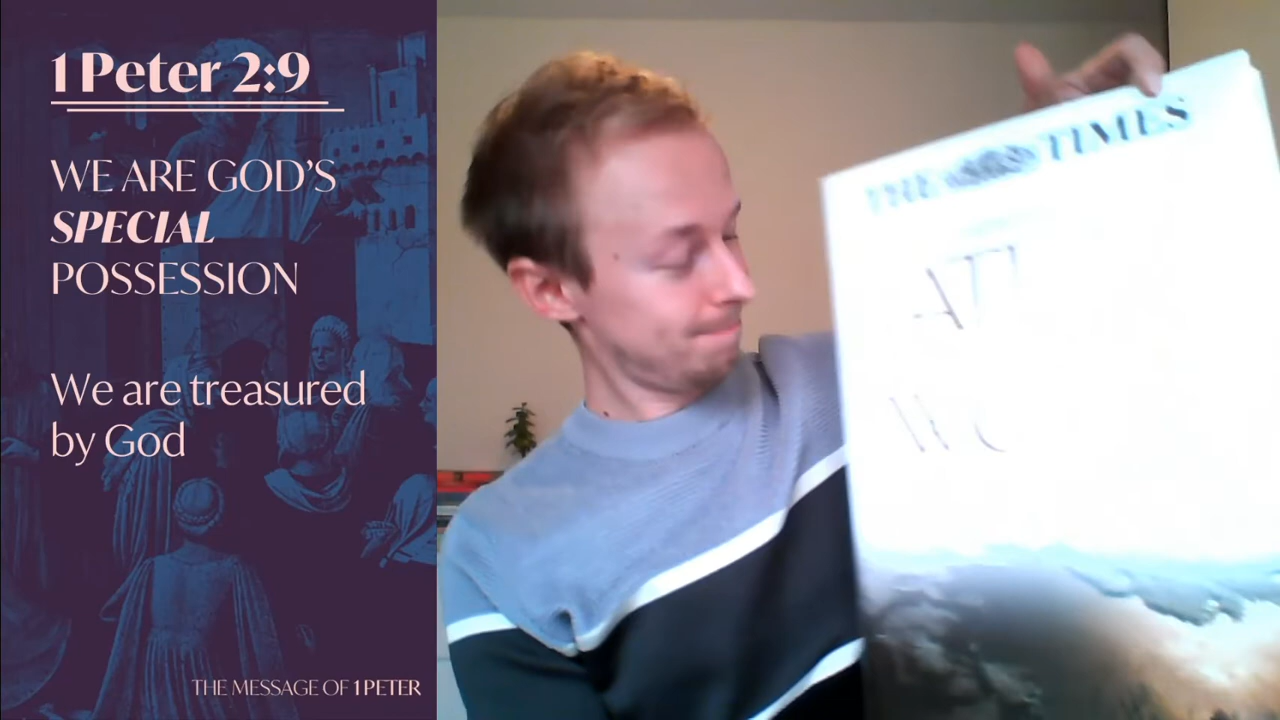 1 Peter 2:9
WE ARE GOD’S
SPECIAL
POSSESSION
We are treasured
by God
THE MESSAGE OF 1 PETER
THE TIMES